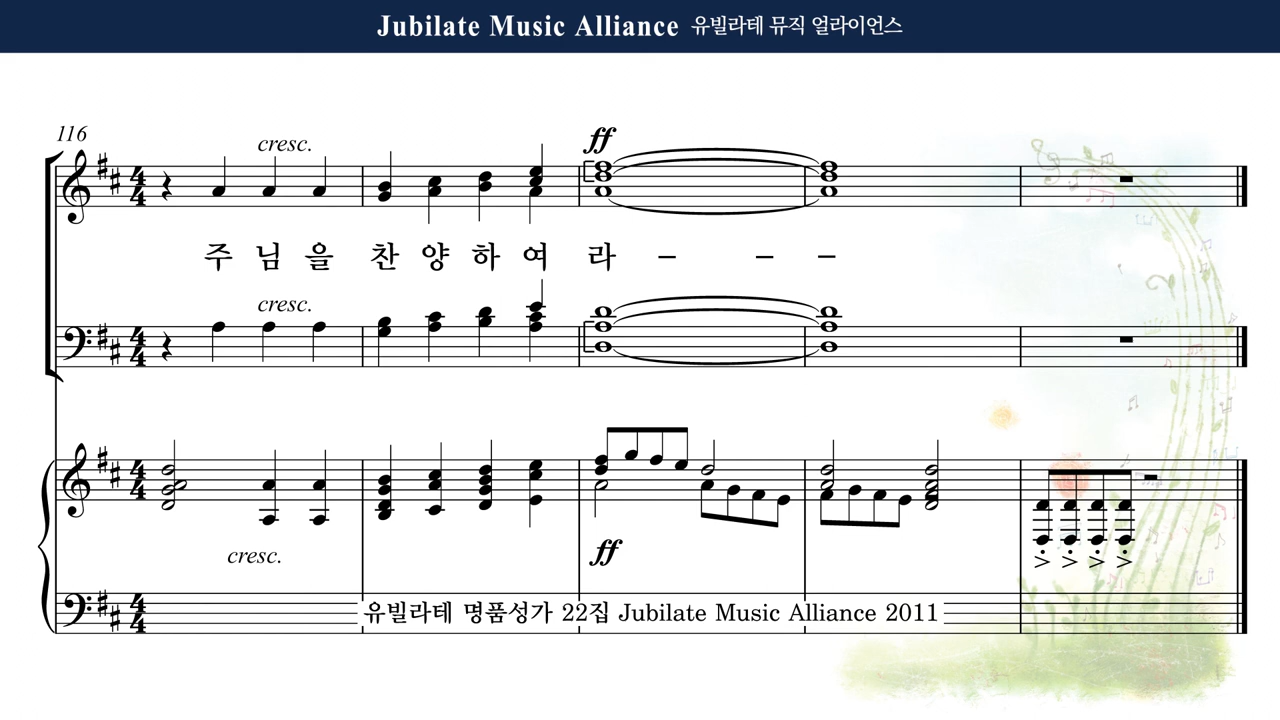 Jubilate Music Alliance 유빌라테 뮤직 얼라이언스
116
cresc.
ff
주 님 을 찬 양 하 여 라 - - -
cresc.
ff
cresc.
유빌라테 명품성가 22집 Jubilate Music Alliance 2011